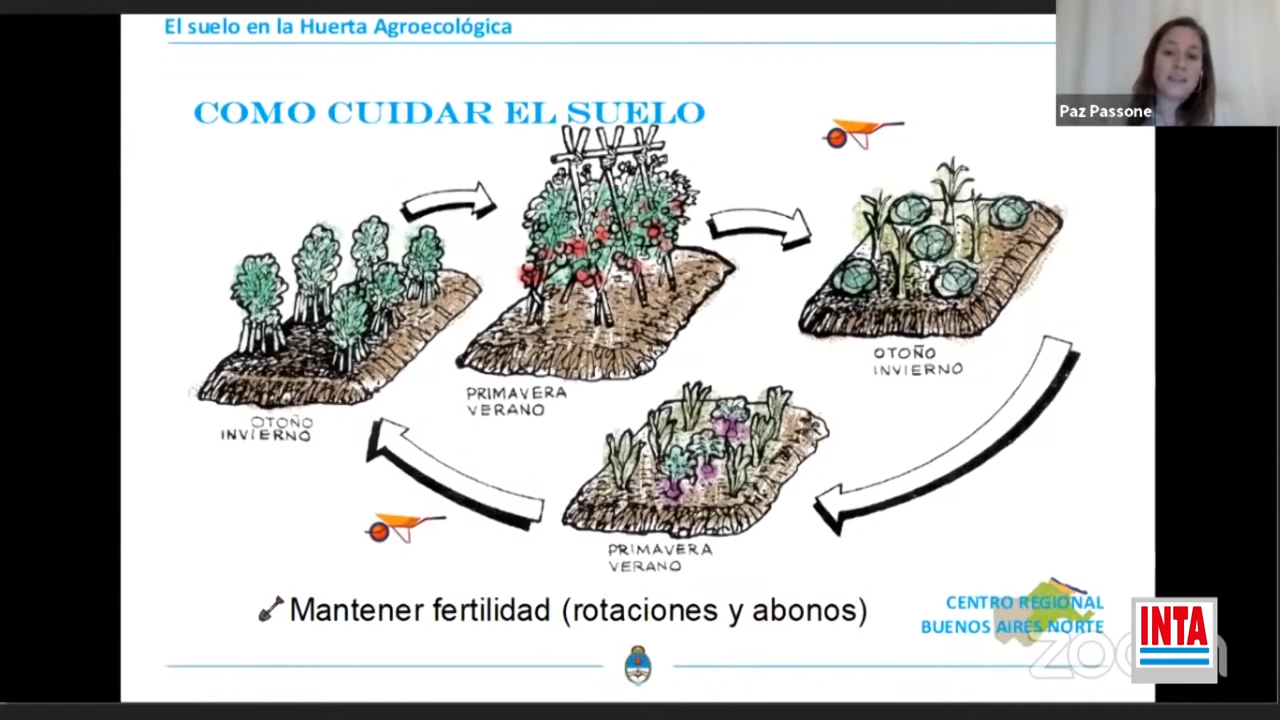 El suelo en la Huerta Agroecológica
Paz Passone
COMO CUIDAR EL SUELO
OTOÑO
INVIERNO
PRIMAVERA
VERANO
OTOÑO
INVIERNO
PRIMAVERA
VERANO
Mantener fertilidad (rotaciones y abonos)
CENTRO REGIONAL
BUENOS AIRES NORTE
INTA
zoom